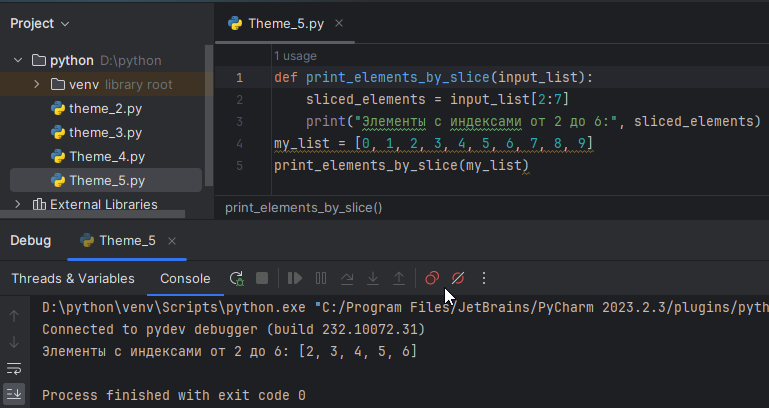 Project
Theme_5.py
python D:\python
venv library root
theme_2.py
theme_3.py
Theme_4.py
Theme_5.py
External Libraries
1 usage
1 def print_elements_by_slice(input_list):
2 sliced_elements = input_list[2:7]
3 print("Элементы с индексами от 2 до 6:", sliced_elements)
4 my_list = [0, 1, 2, 3, 4, 5, 6, 7, 8, 9]
5 print_elements_by_slice(my_list)
print_elements_by_slice()
Debug Theme_5
Threads & Variables Console
D:\python\venv\Scripts\python.exe "C:/Program Files/JetBrains/PyCharm 2023.2.3/plugins/pyth
Connected to pydev debugger (build 232.10072.31)
Элементы с индексами от 2 до 6: [2, 3, 4, 5, 6]
Process finished with exit code 0